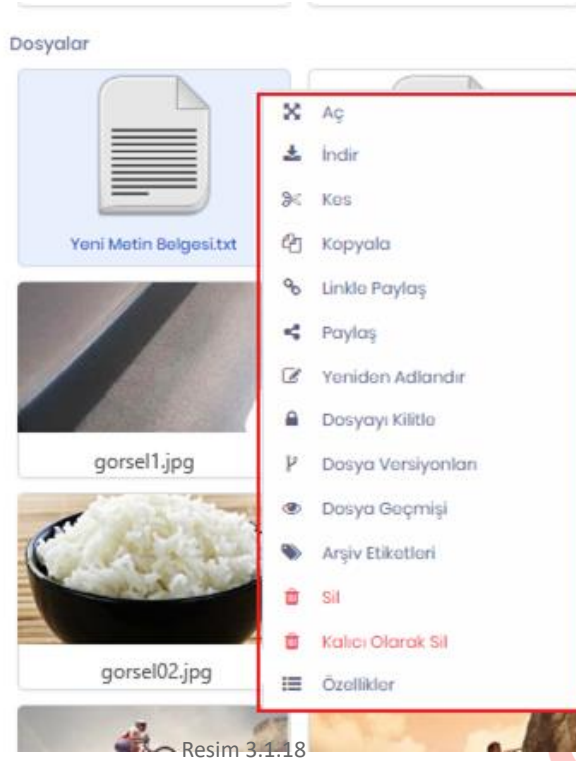 Dosyalar
Yeni Metin Belgesi.txt
Aç
İndir
Kes
Kopyala
Linkle Paylaş
Paylaş
Yeniden Adlandır
Dosyayı Kilitle
Dosya Versiyonları
Dosya Geçmişi
Arşiv Etiketleri
Sil
Kalıcı Olarak Sil
Özellikler
gorsel1.jpg
gorsel02.jpg
Resim 3.1.18